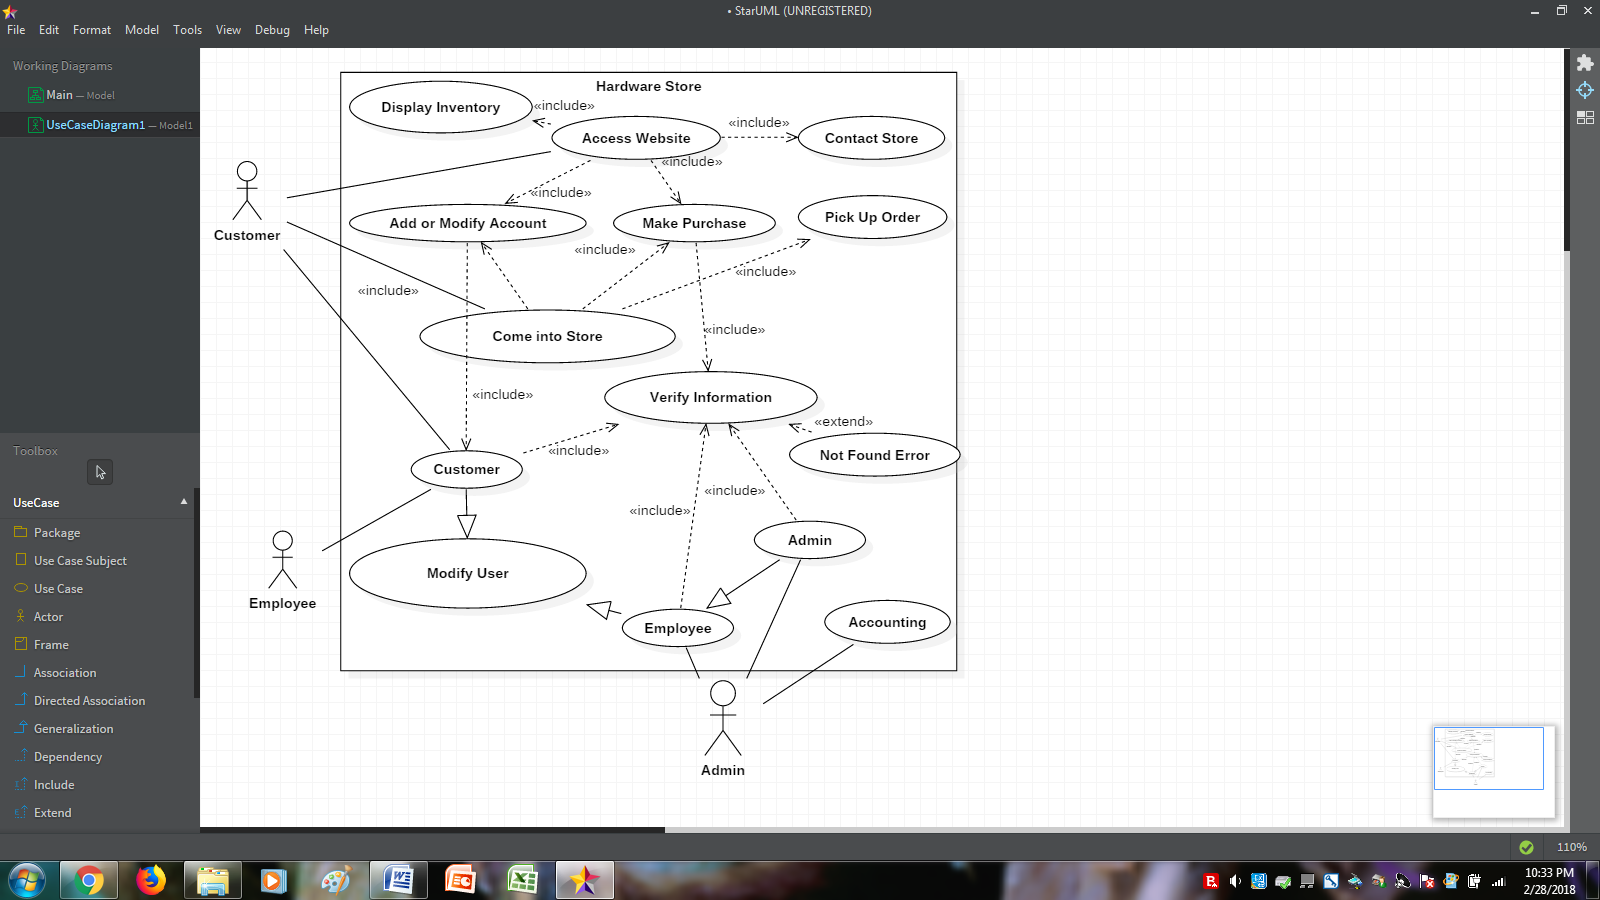 • StarUML (UNREGISTERED)
File Edit Format Model Tools View Debug Help
Working Diagrams
Main — Model
UseCaseDiagram1 — Model1
Hardware Store
Display Inventory
«include»
Access Website
«include»
Contact Store
«include»
«include»
Add or Modify Account
Make Purchase
Pick Up Order
Customer
«include»
«include»
«include»
Come into Store
«include»
«include»
Verify Information
«extend»
Not Found Error
Customer
«include»
«include»
«include»
Admin
Modify User
Employee
Employee
Accounting
Admin
Toolbox
UseCase
Package
Use Case Subject
Use Case
Actor
Frame
Association
Directed Association
Generalization
Dependency
Include
Extend
110%
10:33 PM
2/28/2018